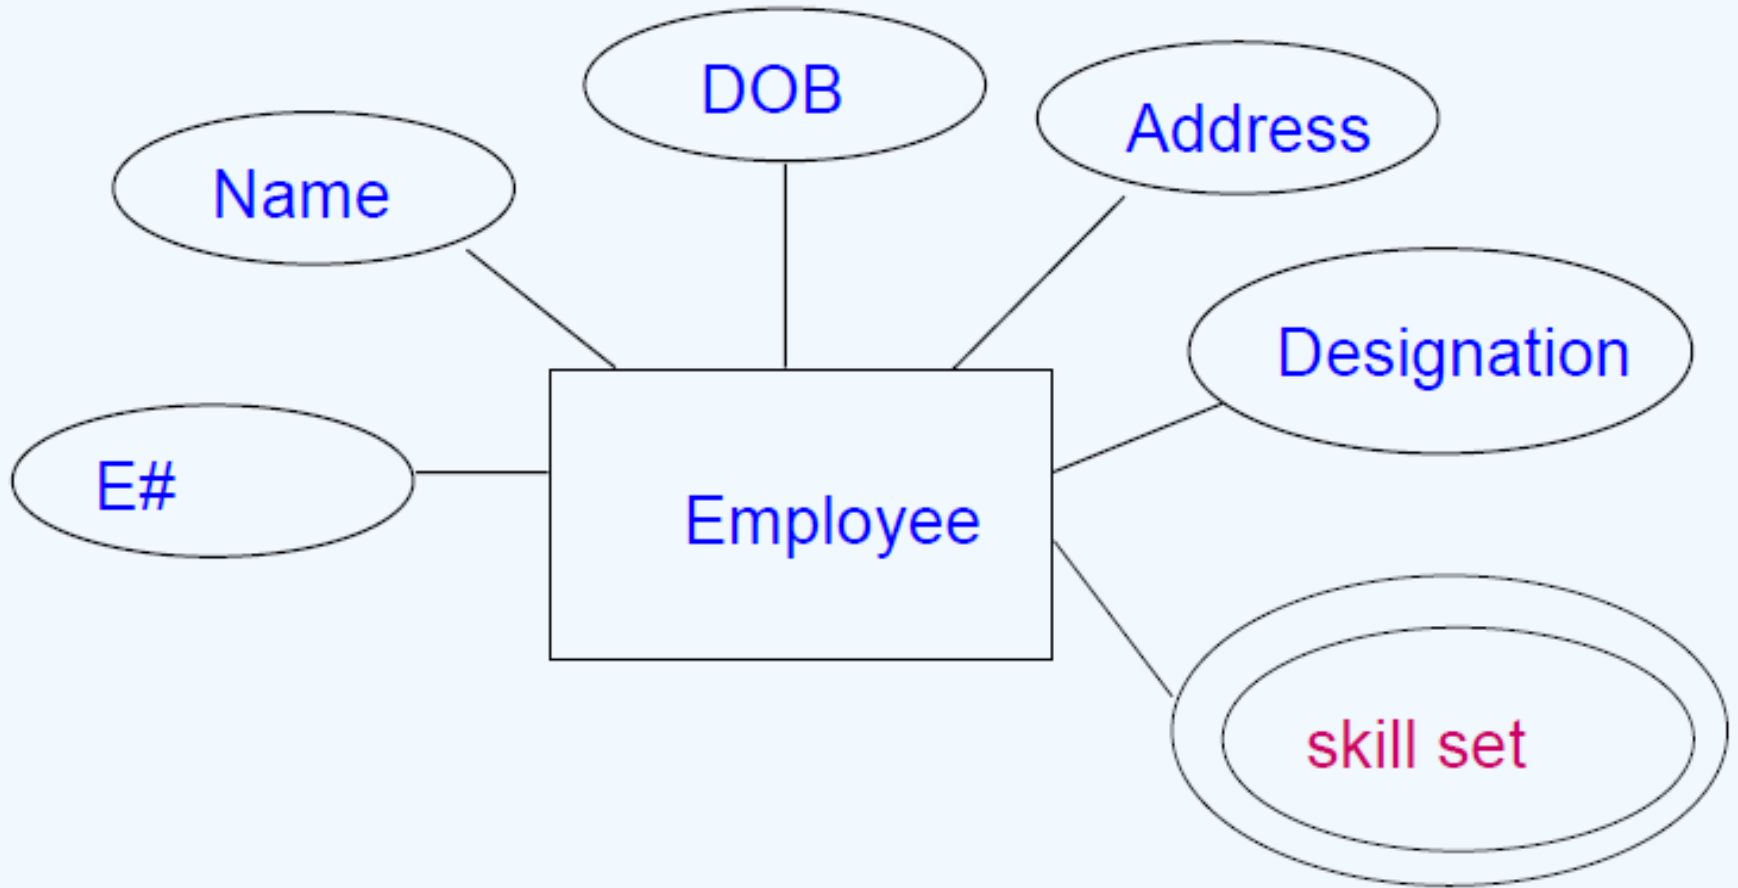 DOB
Address
Name
Designation
E#
Employee
skill set